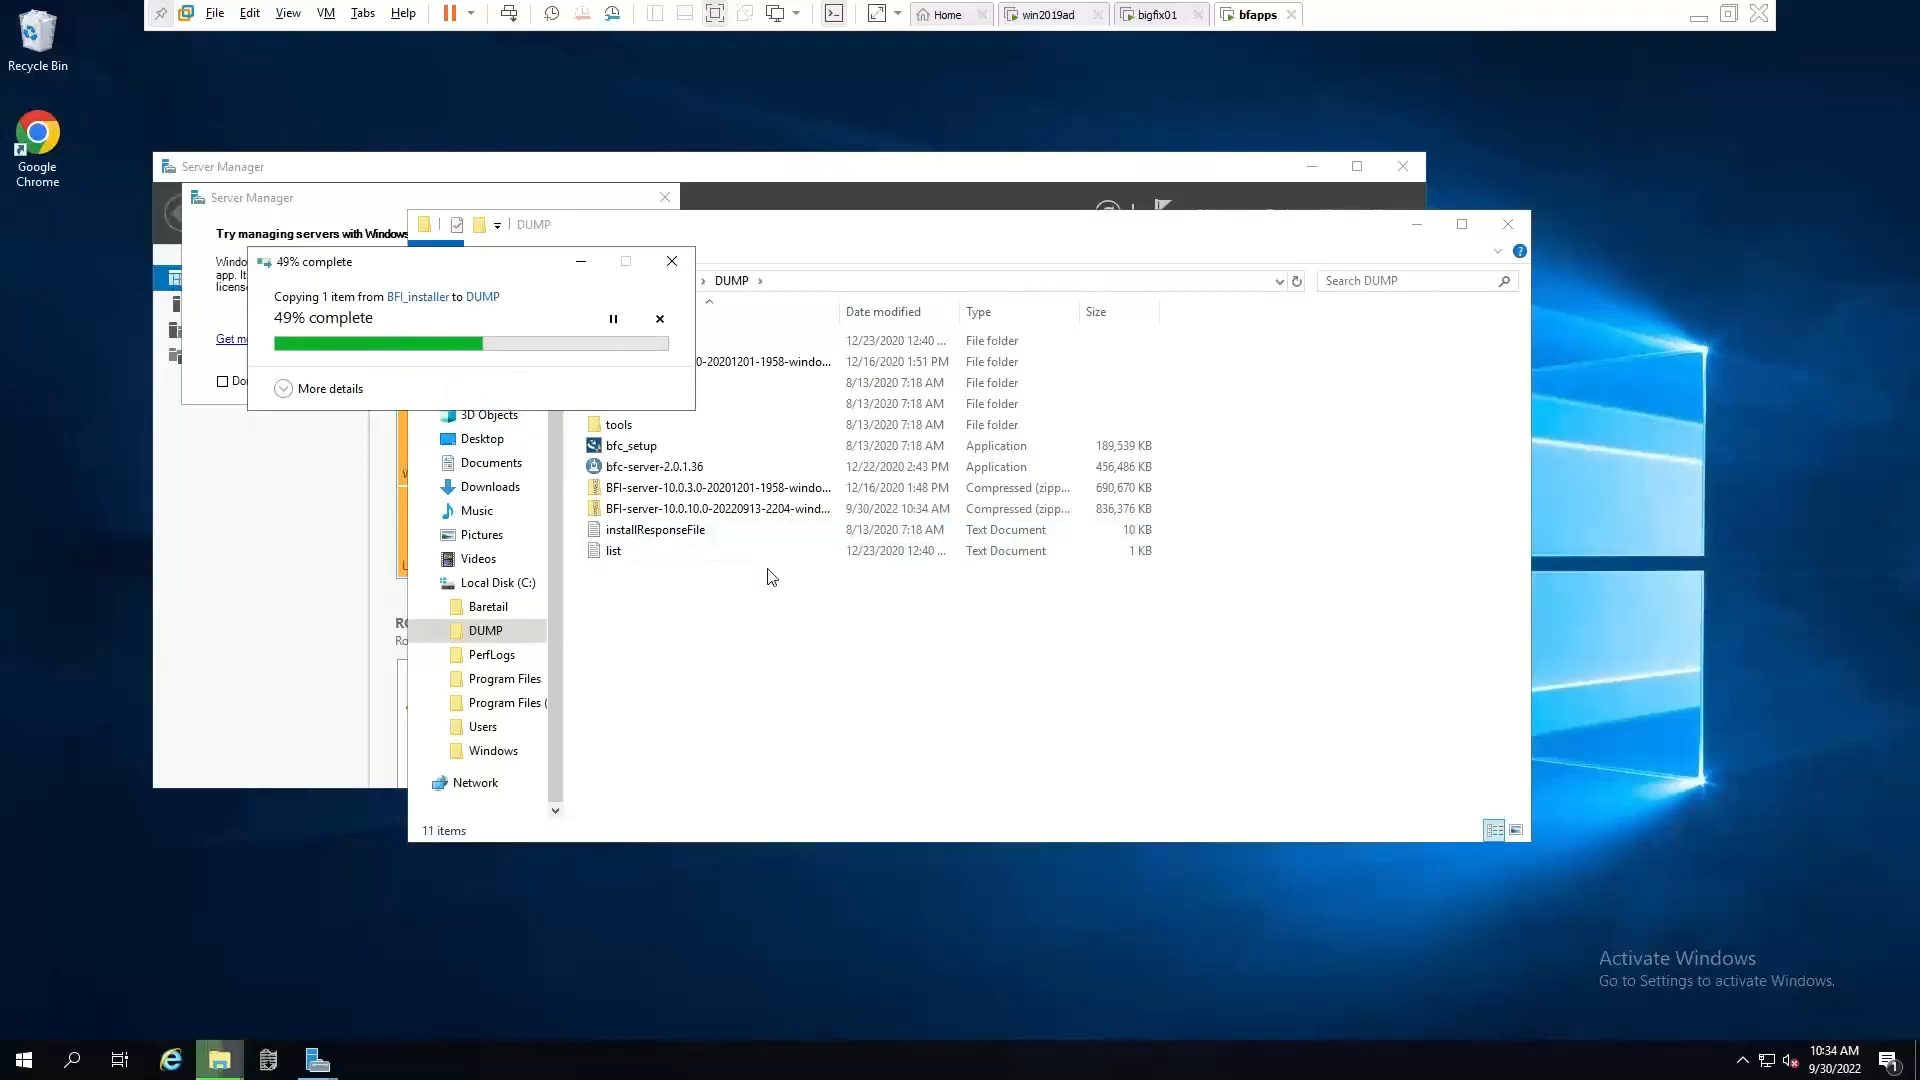 File Edit View VM Tabs Help Home win2019ad bigfix01 bfapps
Recycle Bin
Google
Chrome
Server Manager
Server Manager
Try managing servers with Windows
DUMP
49% complete
Copying 1 item from BFI_installer to DUMP
49% complete
More details
Windo
app. It
license
Get mo
DUMP
Search DUMP
Date modified Type Size
12/23/2020 12:40 ... File folder
0-20201201-1958-windo... 12/16/2020 1:51 PM File folder
8/13/2020 7:18 AM File folder
8/13/2020 7:18 AM File folder
tools 8/13/2020 7:18 AM File folder
bfc_setup 8/13/2020 7:18 AM Application 189,539 KB
bfc-server-2.0.1.36 12/22/2020 2:43 PM Application 456,486 KB
BFI-server-10.0.3.0-20201201-1958-windo... 12/16/2020 1:48 PM Compressed (zipp... 690,670 KB
BFI-server-10.0.10.0-20220913-2204-wind... 9/30/2022 10:34 AM Compressed (zipp... 836,376 KB
installResponseFile 8/13/2020 7:18 AM Text Document 10 KB
list 12/23/2020 12:40 ... Text Document 1 KB
3D Objects
Desktop
Documents
Downloads
Music
Pictures
Videos
Local Disk (C:)
Baretail
DUMP
PerfLogs
Program Files
Program Files (
Users
Windows
Network
11 items
Activate Windows
Go to Settings to activate Windows.
10:34 AM
9/30/2022
1